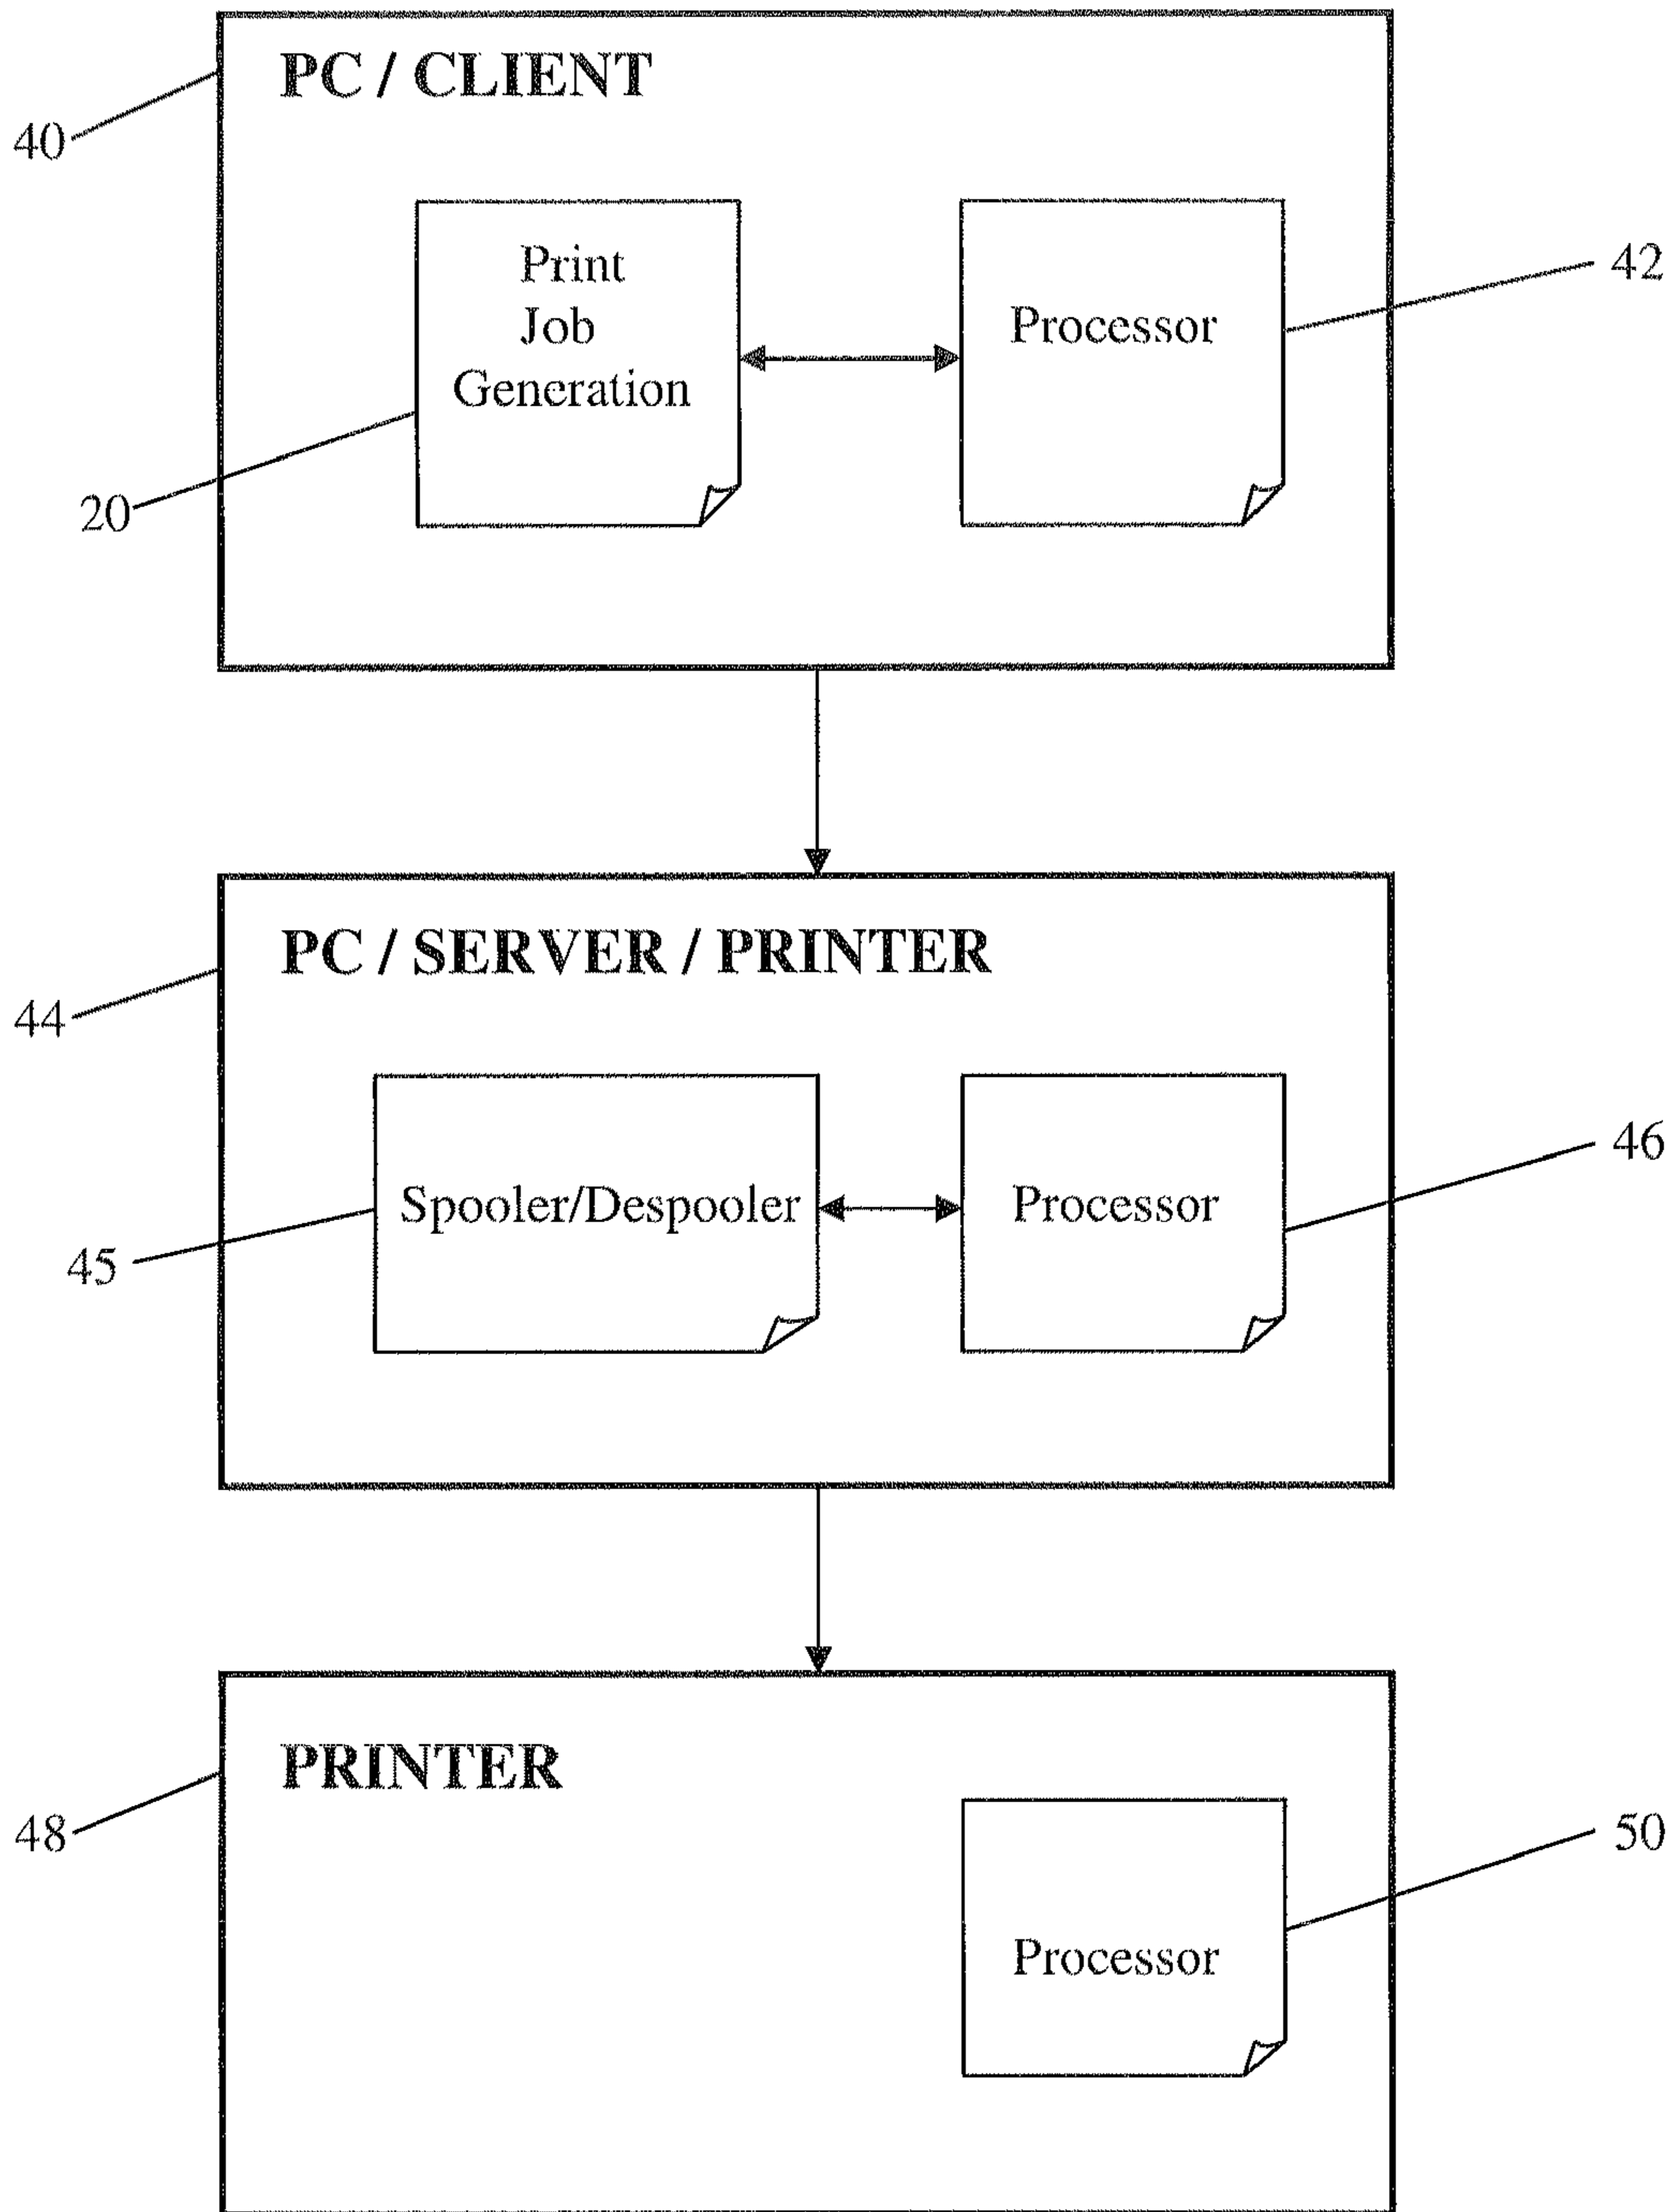 PC / CLIENT
40
Print
Job
Generation
Processor
42
20
PC / SERVER / PRINTER
44
Spooler/Despooler
Processor
46
45
PRINTER
48
Processor
50